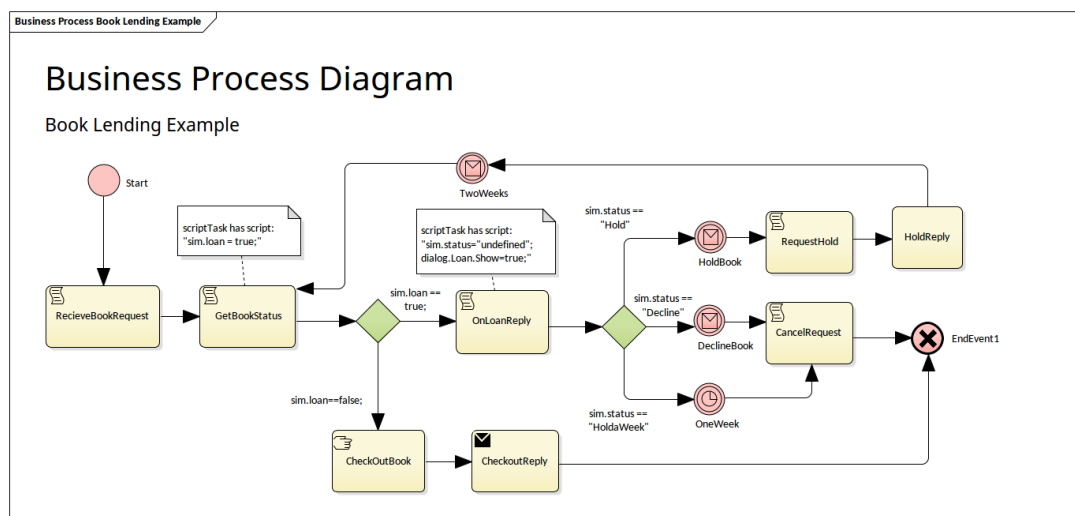 Business Process Book Lending Example
Business Process Diagram
Book Lending Example
Start
TwoWeeks
scriptTask has script:
"sim.loan = true;"
scriptTask has script:
"sim.status="undefined";
dialog.Loan.Show=true;"
sim.status ==
"Hold"
HoldBook
RequestHold
HoldReply
RecieveBookRequest
GetBookStatus
sim.loan ==
true;
OnLoanReply
sim.status ==
"Decline"
DeclineBook
CancelRequest
EndEvent1
sim.loan==false;
sim.status ==
"HoldaWeek"
OneWeek
CheckOutBook
CheckoutReply